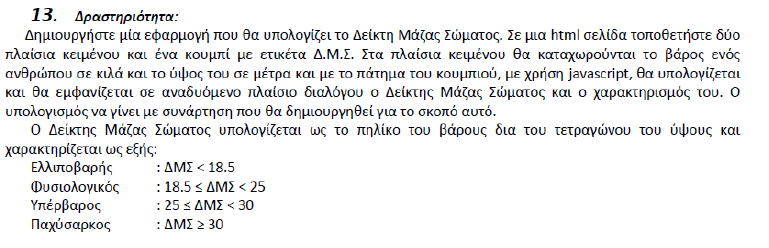 13. Δραστηριότητα:
Δημιουργήστε μία εφαρμογή που θα υπολογίζει το Δείκτη Μάζας Σώματος. Σε μια html σελίδα τοποθετήστε δύο
πλαίσια κειμένου και ένα κουμπί με ετικέτα Δ.Μ.Σ. Στα πλαίσια κειμένου θα καταχωρούνται το βάρος ενός
ανθρώπου σε κιλά και το ύψος του σε μέτρα και με το πάτημα του κουμπιού, με χρήση javascript, θα υπολογίζεται
και θα εμφανίζεται σε αναδυόμενο πλαίσιο διαλόγου ο Δείκτης Μάζας Σώματος και ο χαρακτηρισμός του. Ο
υπολογισμός να γίνει με συνάρτηση που θα δημιουργηθεί για το σκοπό αυτό.
Ο Δείκτης Μάζας Σώματος υπολογίζεται ως το πηλίκο του βάρους δια του τετραγώνου του ύψους και
χαρακτηρίζεται ως εξής:
Ελλιποβαρής : ΔΜΣ < 18.5
Φυσιολογικός : 18.5 ≤ ΔΜΣ < 25
Υπέρβαρος : 25 ≤ ΔΜΣ < 30
Παχύσαρκος : ΔΜΣ ≥ 30